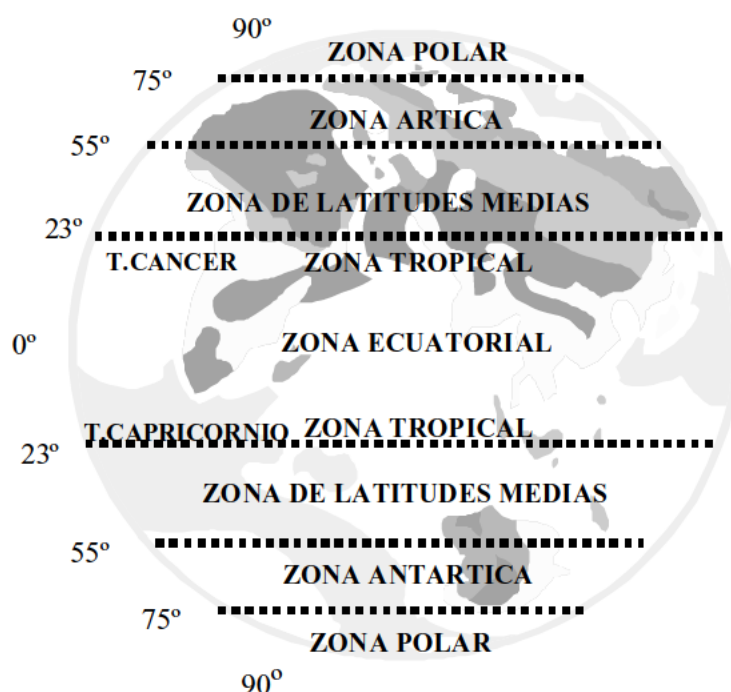 90º
ZONA POLAR
75º
ZONA ARTICA
55º
ZONA DE LATITUDES MEDIAS
23º
T.CANCER ZONA TROPICAL
0º ZONA ECUATORIAL
T.CAPRICORNIO ZONA TROPICAL
23º
ZONA DE LATITUDES MEDIAS
55º
ZONA ANTARTICA
75º
ZONA POLAR
90º